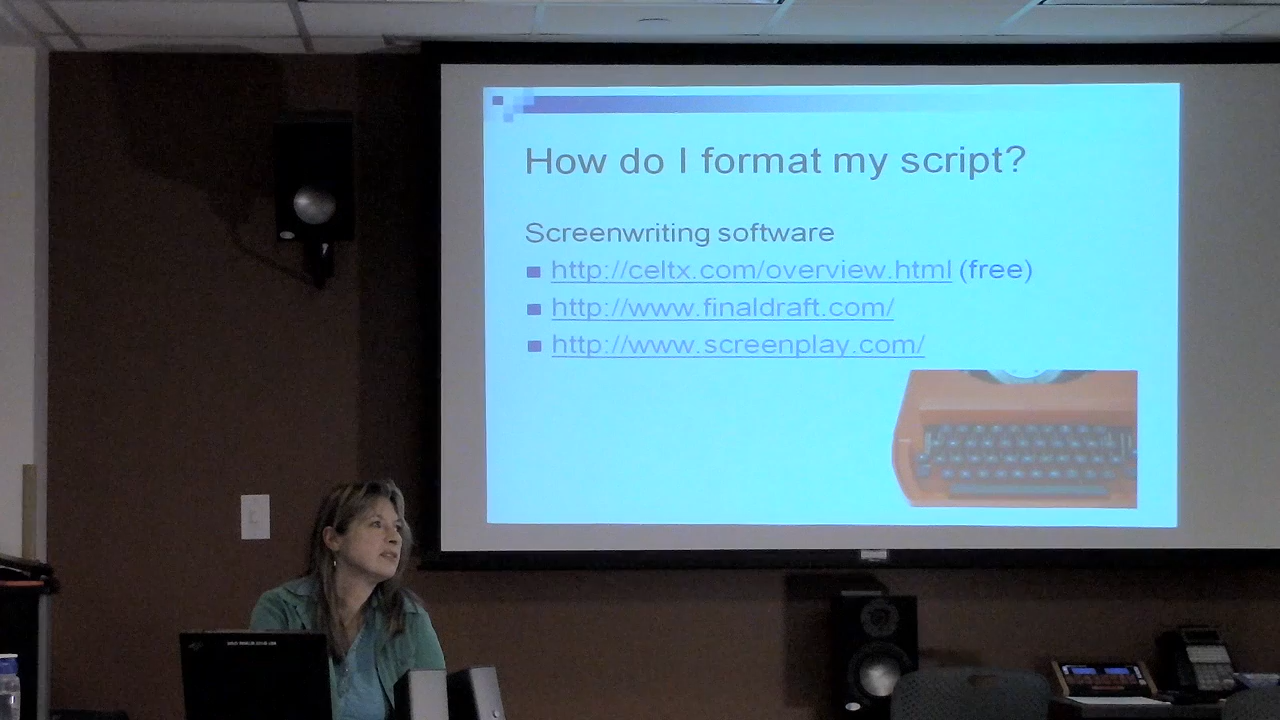 How do I format my script?
Screenwriting software
http://celtx.com/overview.html (free)
http://www.finaldraft.com/
http://www.screenplay.com/